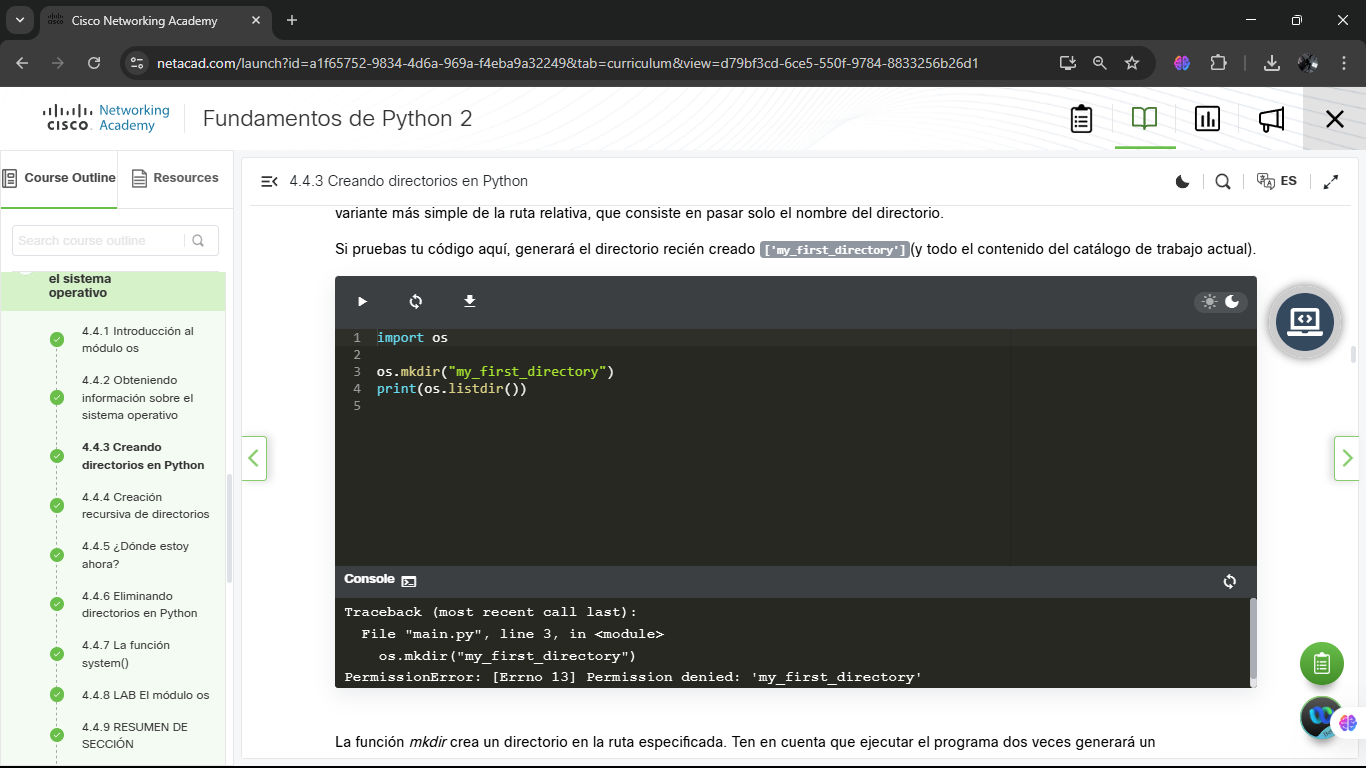 Cisco Networking Academy
netacad.com/launch?id=a1f65752-9834-4d6a-969a-f4eba9a32249&tab=curriculum&view=d79bf3cd-6ce5-550f-9784-8833256b26d1
CISCO Networking Academy
Fundamentos de Python 2
Course Outline
Resources
Search course outline
el sistema
operativo
4.4.1 Introducción al
módulo os
4.4.2 Obteniendo
información sobre el
sistema operativo
4.4.3 Creando
directorios en Python
4.4.4 Creación
recursiva de directorios
4.4.5 ¿Dónde estoy
ahora?
4.4.6 Eliminando
directorios en Python
4.4.7 La función
system()
4.4.8 LAB El módulo os
4.4.9 RESUMEN DE
SECCIÓN
4.4.3 Creando directorios en Python
ES
variante más simple de la ruta relativa, que consiste en pasar solo el nombre del directorio.
Si pruebas tu código aquí, generará el directorio recién creado ['my_first_directory'](y todo el contenido del catálogo de trabajo actual).
1 import os
2
3 os.mkdir("my_first_directory")
4 print(os.listdir())
5
Console
Traceback (most recent call last):
File "main.py", line 3, in <module>
os.mkdir("my_first_directory")
PermissionError: [Errno 13] Permission denied: 'my_first_directory'
La función mkdir crea un directorio en la ruta especificada. Ten en cuenta que ejecutar el programa dos veces generará un